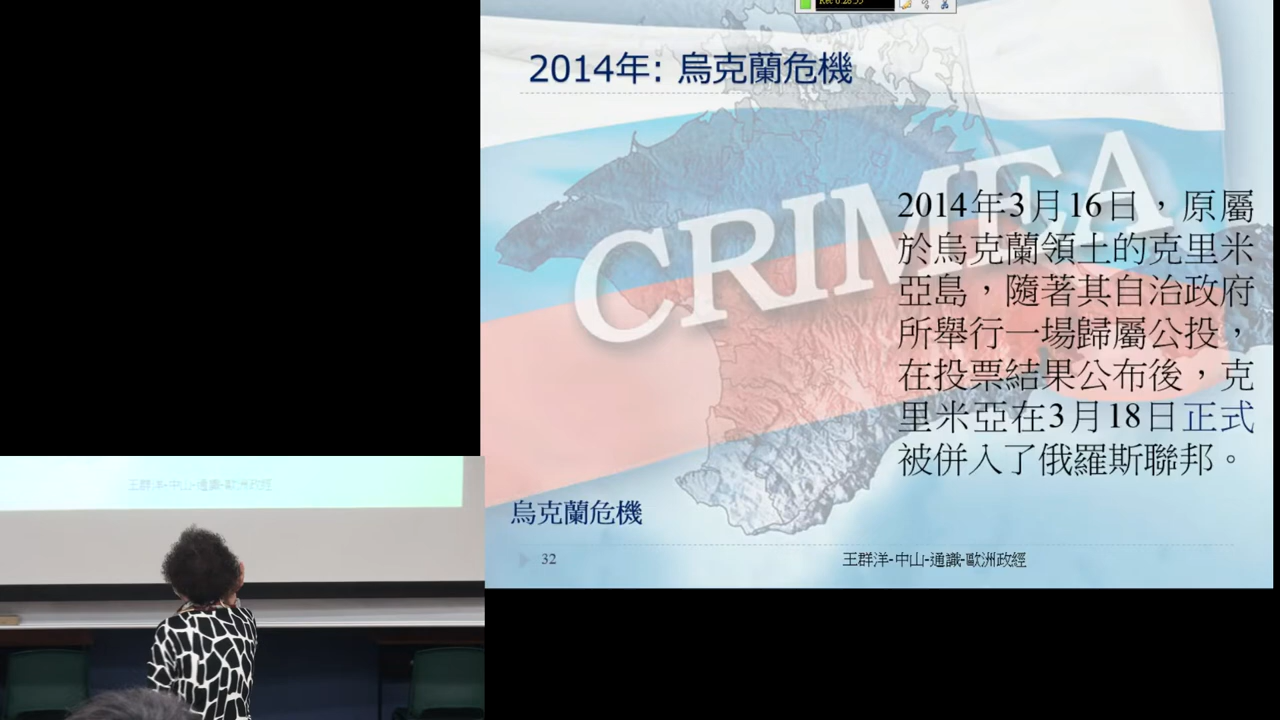 2014年: 烏克蘭危機
CRIMEA
2014年3月16日，原屬
於烏克蘭領土的克里米
亞島，隨著其自治政府
所舉行一場歸屬公投，
在投票結果公布後，克
里米亞在3月18日正式
被併入了俄羅斯聯邦。
烏克蘭危機
32
王群洋-中山-通識-歐洲政經
王群洋-中山-通識-歐洲政經